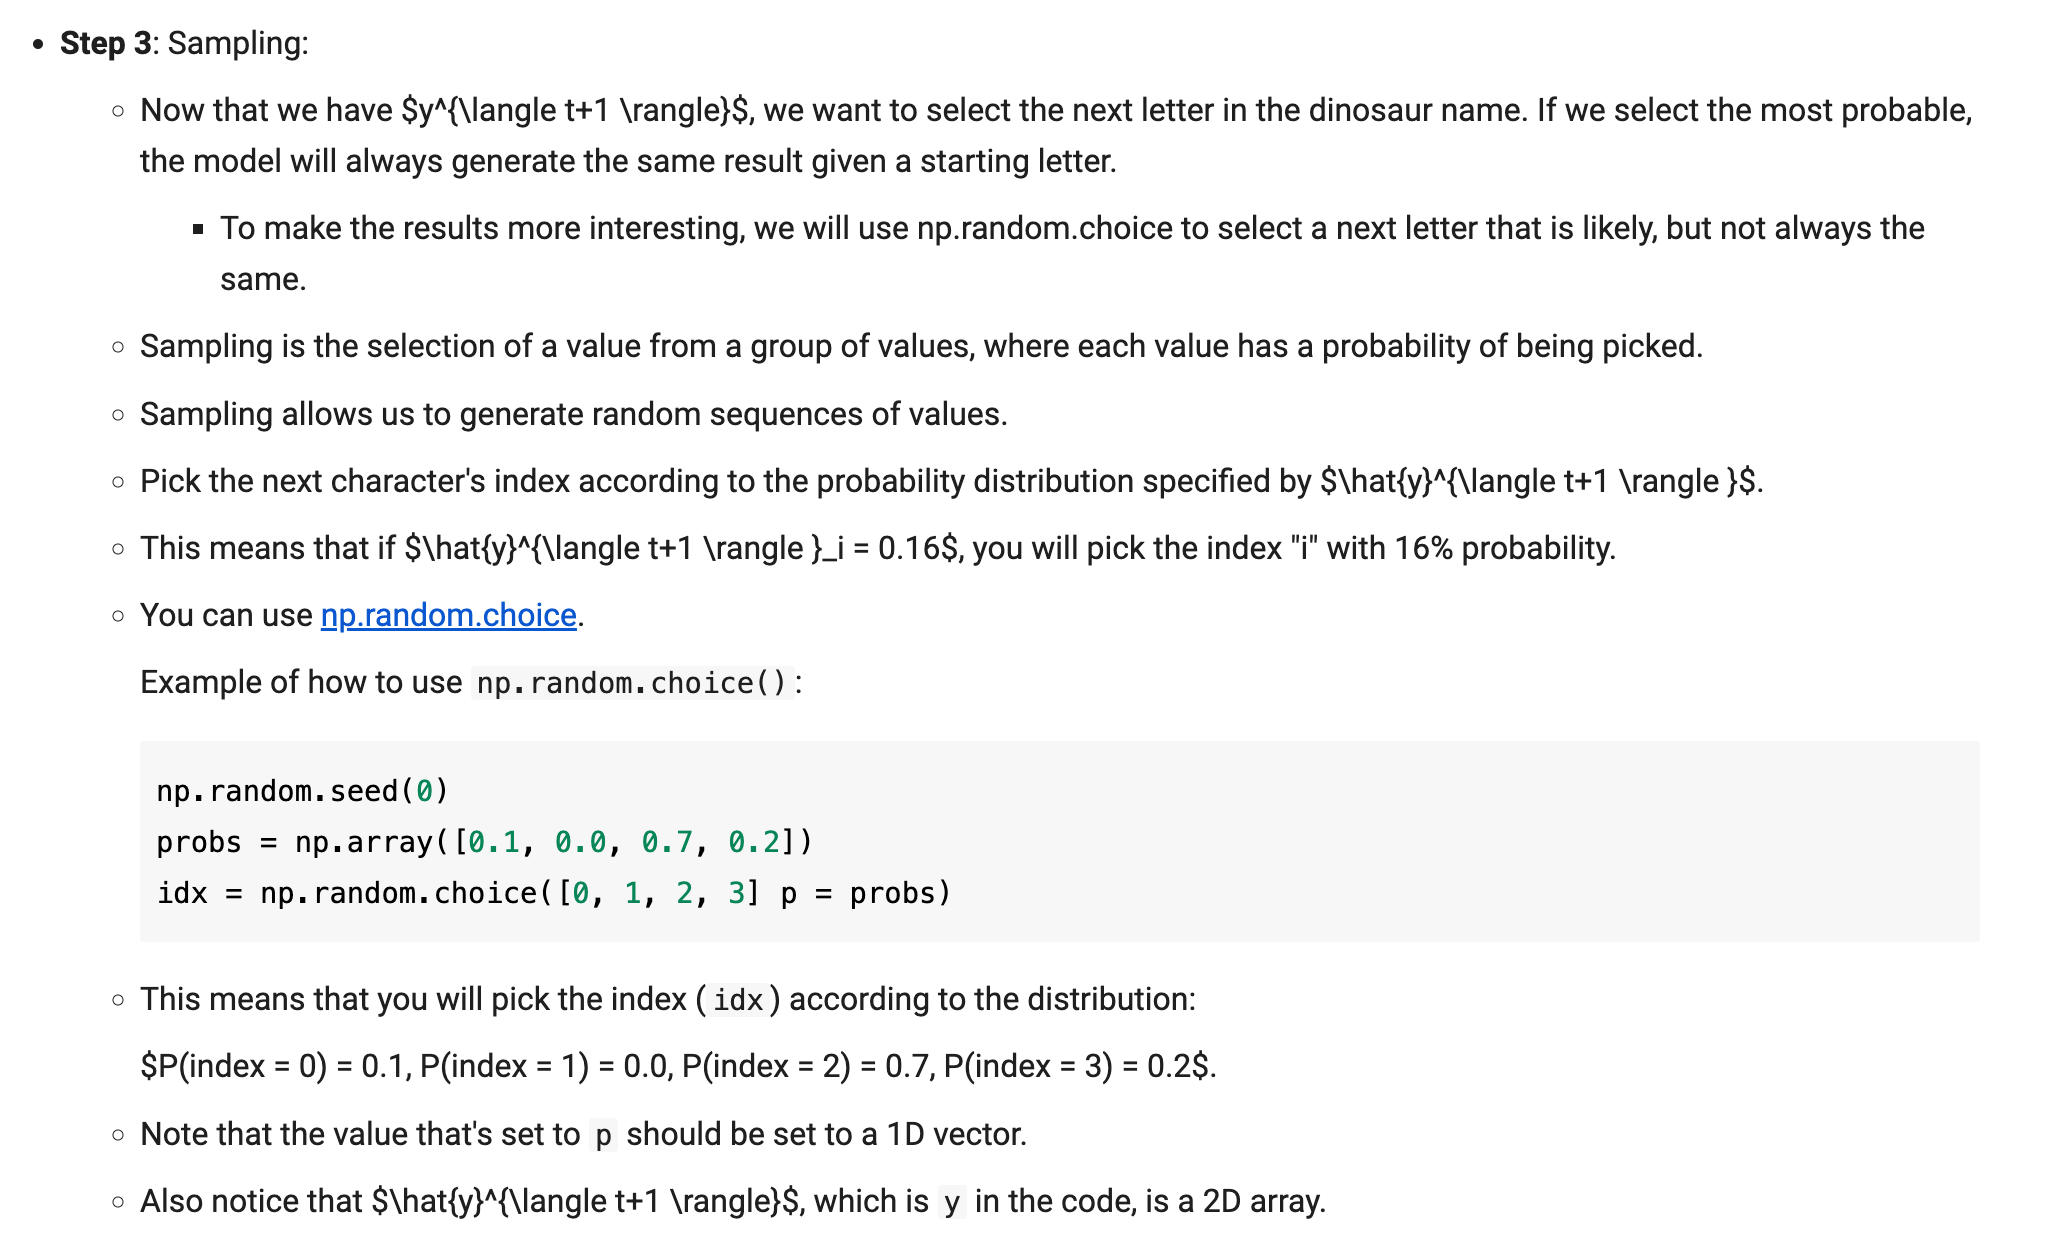 Step 3: Sampling:
Now that we have $y^{\langle t+1 \rangle}$, we want to select the next letter in the dinosaur name. If we select the most probable,
the model will always generate the same result given a starting letter.
To make the results more interesting, we will use np.random.choice to select a next letter that is likely, but not always the
same.
Sampling is the selection of a value from a group of values, where each value has a probability of being picked.
Sampling allows us to generate random sequences of values.
Pick the next character's index according to the probability distribution specified by $\hat{y}^{\langle t+1 \rangle }$.
This means that if $\hat{y}^{\langle t+1 \rangle }_i = 0.16$, you will pick the index "i" with 16% probability.
You can use np.random.choice.
Example of how to use np.random.choice():
np.random.seed(0)
probs = np.array([0.1, 0.0, 0.7, 0.2])
idx = np.random.choice([0, 1, 2, 3] p = probs)
This means that you will pick the index (idx) according to the distribution:
$P(index = 0) = 0.1, P(index = 1) = 0.0, P(index = 2) = 0.7, P(index = 3) = 0.2$.
Note that the value that's set to p should be set to a 1D vector.
Also notice that $\hat{y}^{\langle t+1 \rangle}$, which is y in the code, is a 2D array.